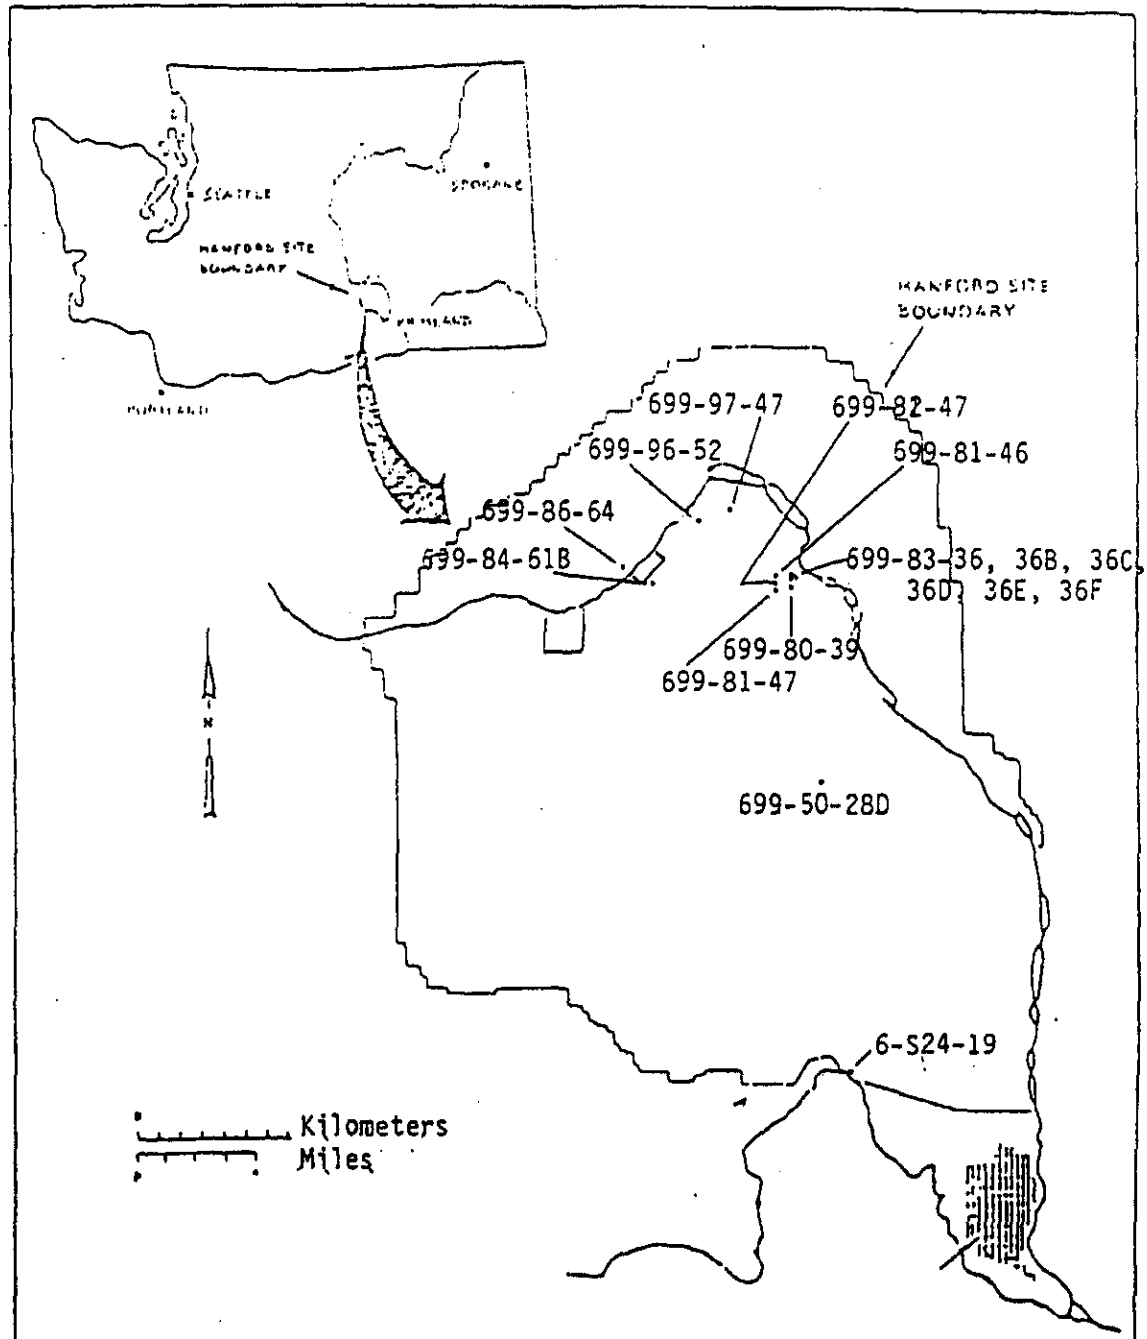 SEATTLE
SPOKANE
HANFORD SITE
BOUNDARY
RICHLAND
PORTLAND
HANFORD SITE
BOUNDARY
699-97-47
699-82-47
699-96-52
699-81-46
699-86-64
699-84-61B
699-83-36, 36B, 36C,
36D, 36E, 36F
699-80-39
699-81-47
N
699-50-28D
6-S24-19
Kilometers
Miles